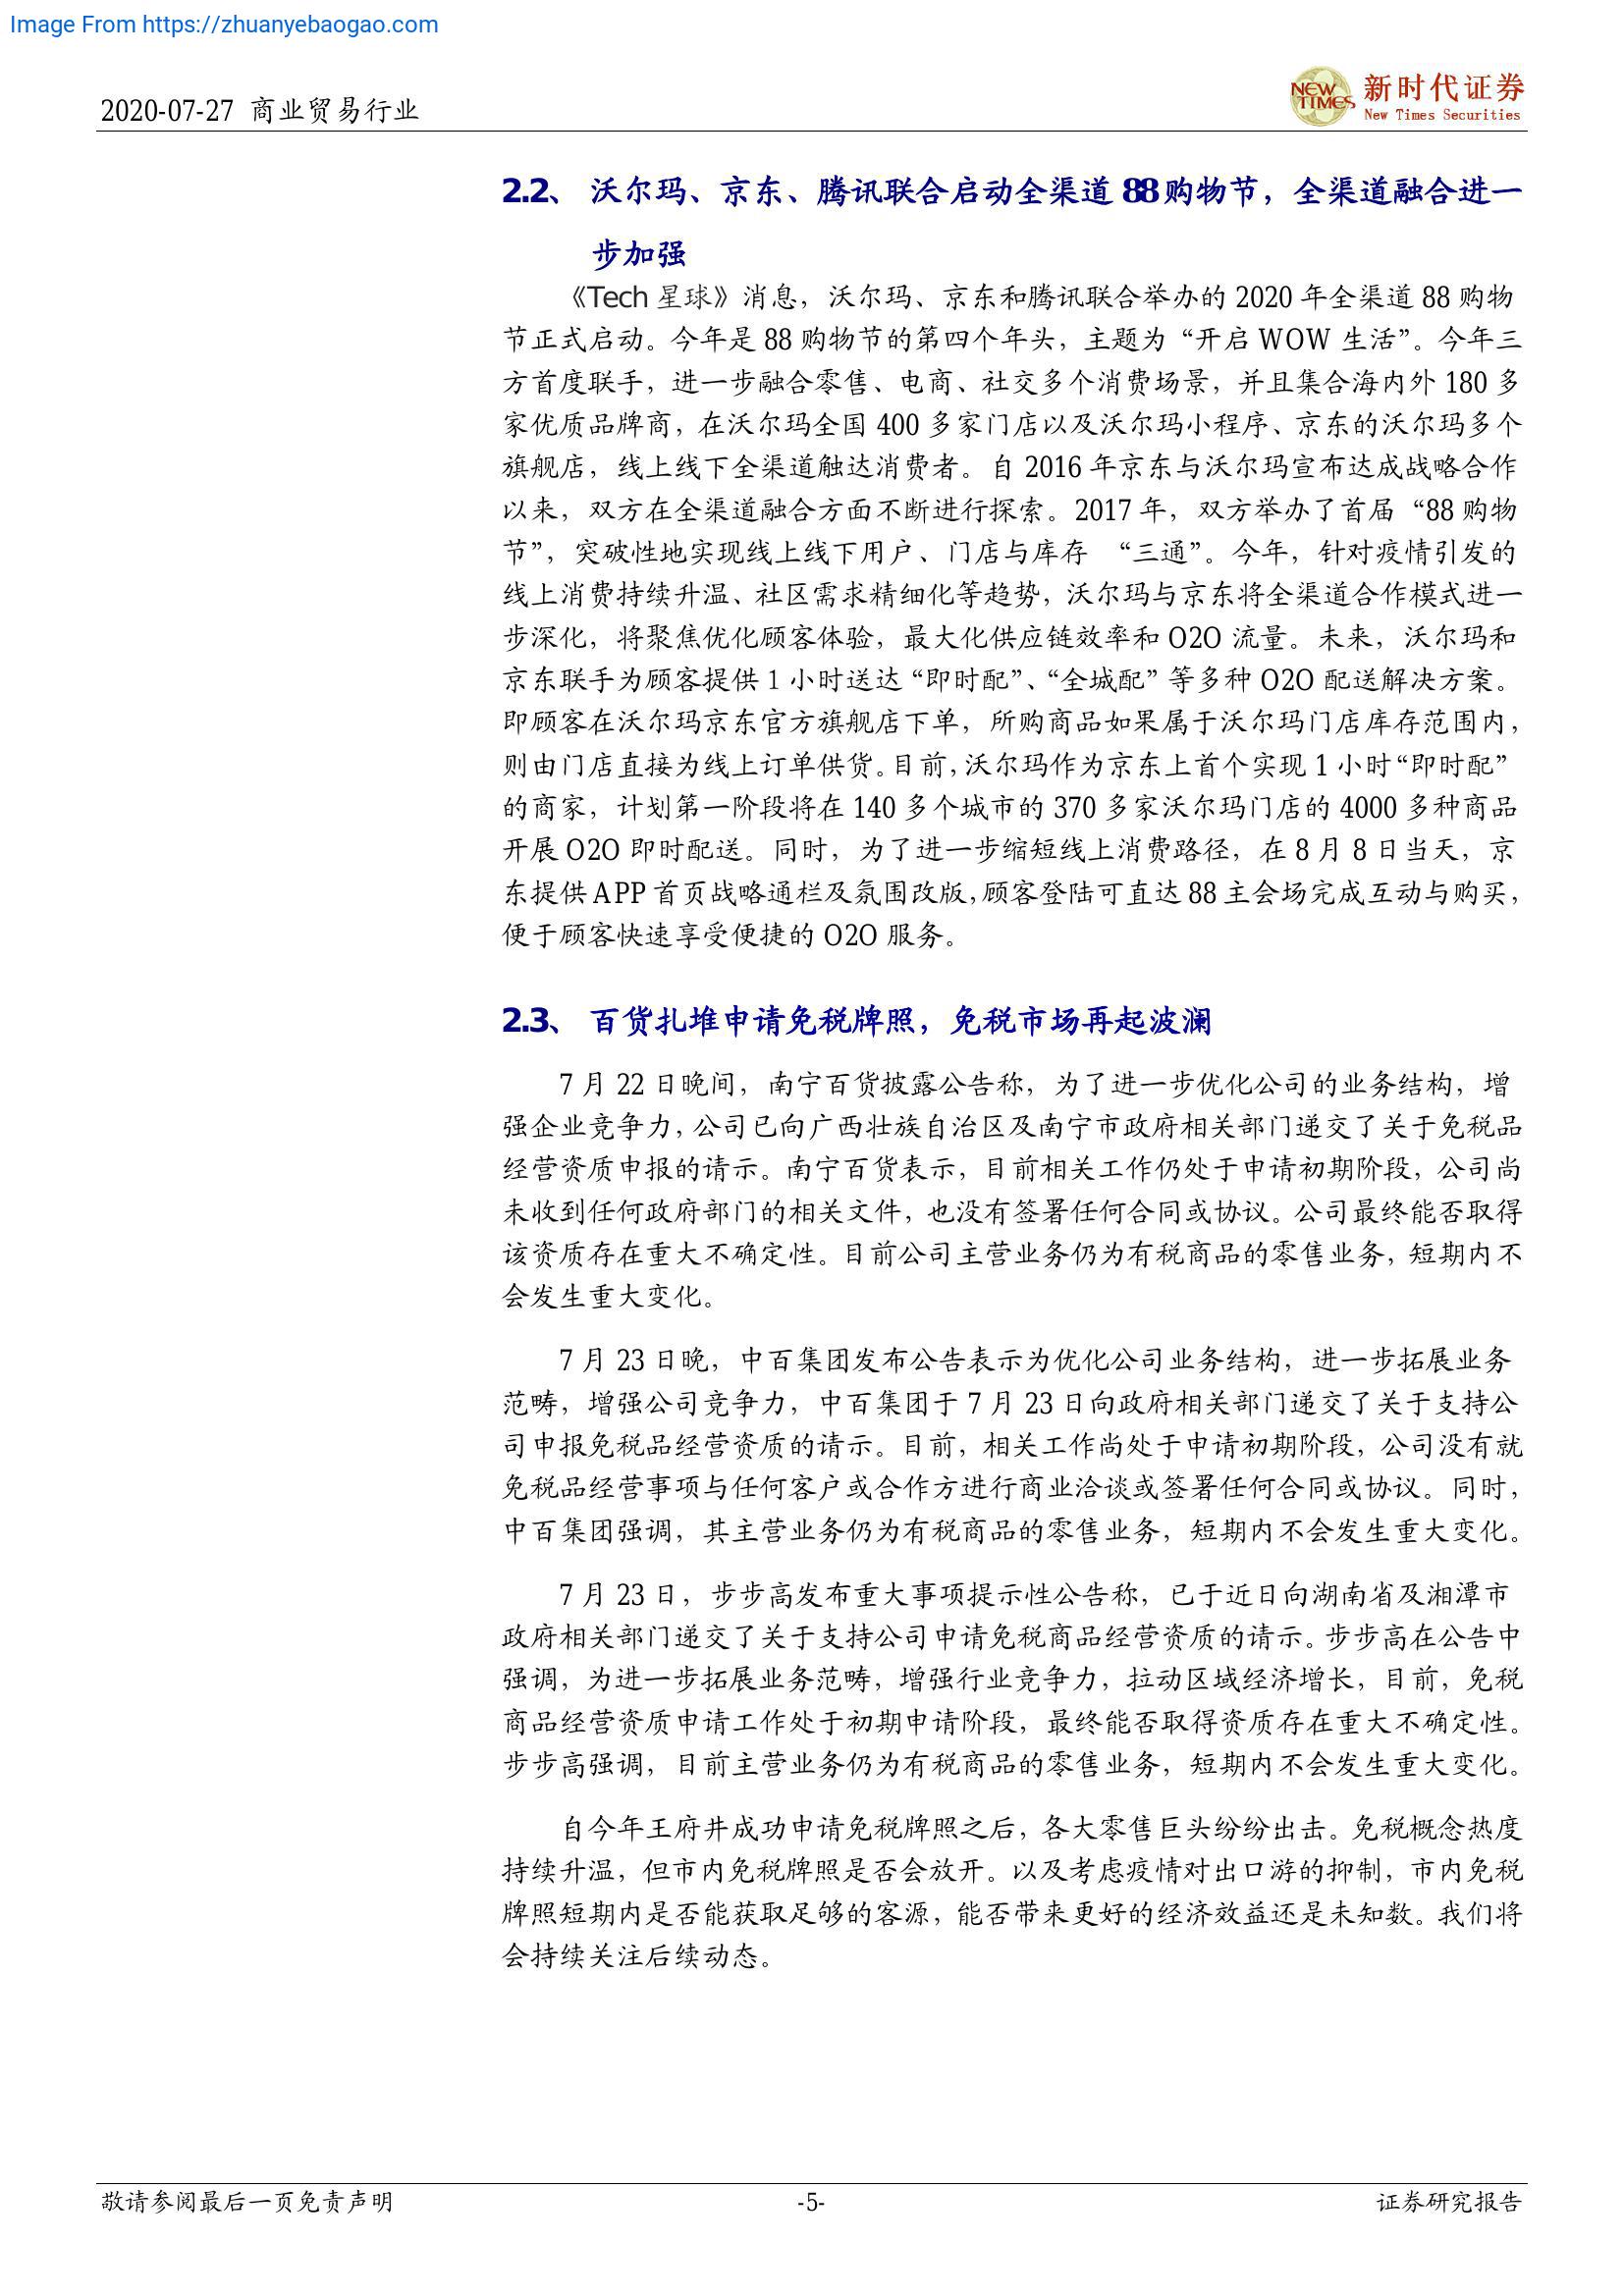 Image From https://zhuanyebaogao.com
2020-07-27 商业贸易行业
NEW TIMES
新时代证券
New Times Securities
2.2、 沃尔玛、京东、腾讯联合启动全渠道 88 购物节，全渠道融合进一
步加强
《Tech 星球》消息，沃尔玛、京东和腾讯联合举办的 2020 年全渠道 88 购物
节正式启动。今年是 88 购物节的第四个年头，主题为“开启 WOW 生活”。今年三
方首度联手，进一步融合零售、电商、社交多个消费场景，并且集合海内外 180 多
家优质品牌商，在沃尔玛全国 400 多家门店以及沃尔玛小程序、京东的沃尔玛多个
旗舰店，线上线下全渠道触达消费者。自 2016 年京东与沃尔玛宣布达成战略合作
以来，双方在全渠道融合方面不断进行探索。2017 年，双方举办了首届“88 购物
节”，突破性地实现线上线下用户、门店与库存 “三通”。今年，针对疫情引发的
线上消费持续升温、社区需求精细化等趋势，沃尔玛与京东将全渠道合作模式进一
步深化，将聚焦优化顾客体验，最大化供应链效率和 O2O 流量。未来，沃尔玛和
京东联手为顾客提供 1 小时送达“即时配”、“全城配”等多种 O2O 配送解决方案。
即顾客在沃尔玛京东官方旗舰店下单，所购商品如果属于沃尔玛门店库存范围内，
则由门店直接为线上订单供货。目前，沃尔玛作为京东上首个实现 1 小时“即时配”
的商家，计划第一阶段将在 140 多个城市的 370 多家沃尔玛门店的 4000 多种商品
开展 O2O 即时配送。同时，为了进一步缩短线上消费路径，在 8 月 8 日当天，京
东提供 APP 首页战略通栏及氛围改版，顾客登陆可直达 88 主会场完成互动与购买，
便于顾客快速享受便捷的 O2O 服务。
2.3、 百货扎堆申请免税牌照，免税市场再起波澜
7 月 22 日晚间，南宁百货披露公告称，为了进一步优化公司的业务结构，增
强企业竞争力，公司已向广西壮族自治区及南宁市政府相关部门递交了关于免税品
经营资质申报的请示。南宁百货表示，目前相关工作仍处于申请初期阶段，公司尚
未收到任何政府部门的相关文件，也没有签署任何合同或协议。公司最终能否取得
该资质存在重大不确定性。目前公司主营业务仍为有税商品的零售业务，短期内不
会发生重大变化。
7 月 23 日晚，中百集团发布公告表示为优化公司业务结构，进一步拓展业务
范畴，增强公司竞争力，中百集团于 7 月 23 日向政府相关部门递交了关于支持公
司申报免税品经营资质的请示。目前，相关工作尚处于申请初期阶段，公司没有就
免税品经营事项与任何客户或合作方进行商业洽谈或签署任何合同或协议。同时，
中百集团强调，其主营业务仍为有税商品的零售业务，短期内不会发生重大变化。
7 月 23 日，步步高发布重大事项提示性公告称，已于近日向湖南省及湘潭市
政府相关部门递交了关于支持公司申请免税商品经营资质的请示。步步高在公告中
强调，为进一步拓展业务范畴，增强行业竞争力，拉动区域经济增长，目前，免税
商品经营资质申请工作处于初期申请阶段，最终能否取得资质存在重大不确定性。
步步高强调，目前主营业务仍为有税商品的零售业务，短期内不会发生重大变化。
自今年王府井成功申请免税牌照之后，各大零售巨头纷纷出击。免税概念热度
持续升温，但市内免税牌照是否会放开。以及考虑疫情对出口游的抑制，市内免税
牌照短期内是否能获取足够的客源，能否带来更好的经济效益还是未知数。我们将
会持续关注后续动态。
敬请参阅最后一页免责声明
-5-
证券研究报告